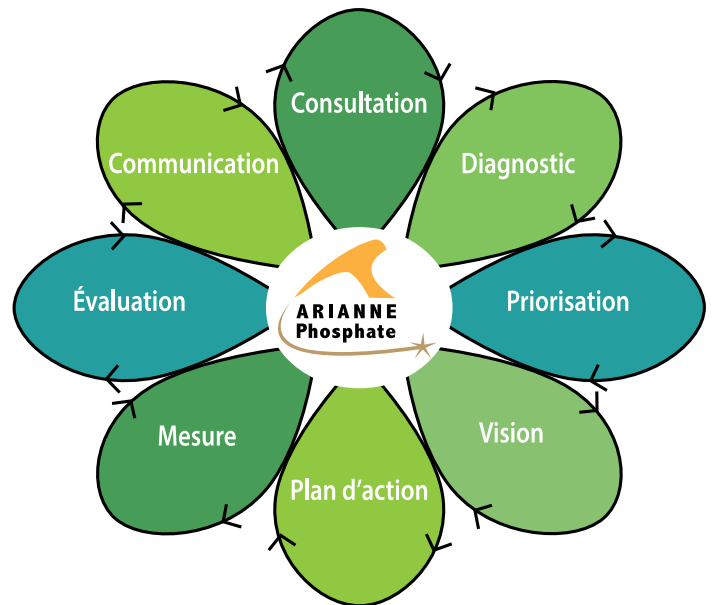 Consultation
Diagnostic
Priorisation
Vision
Plan d'action
Mesure
Évaluation
Communication
ARIANNE
Phosphate